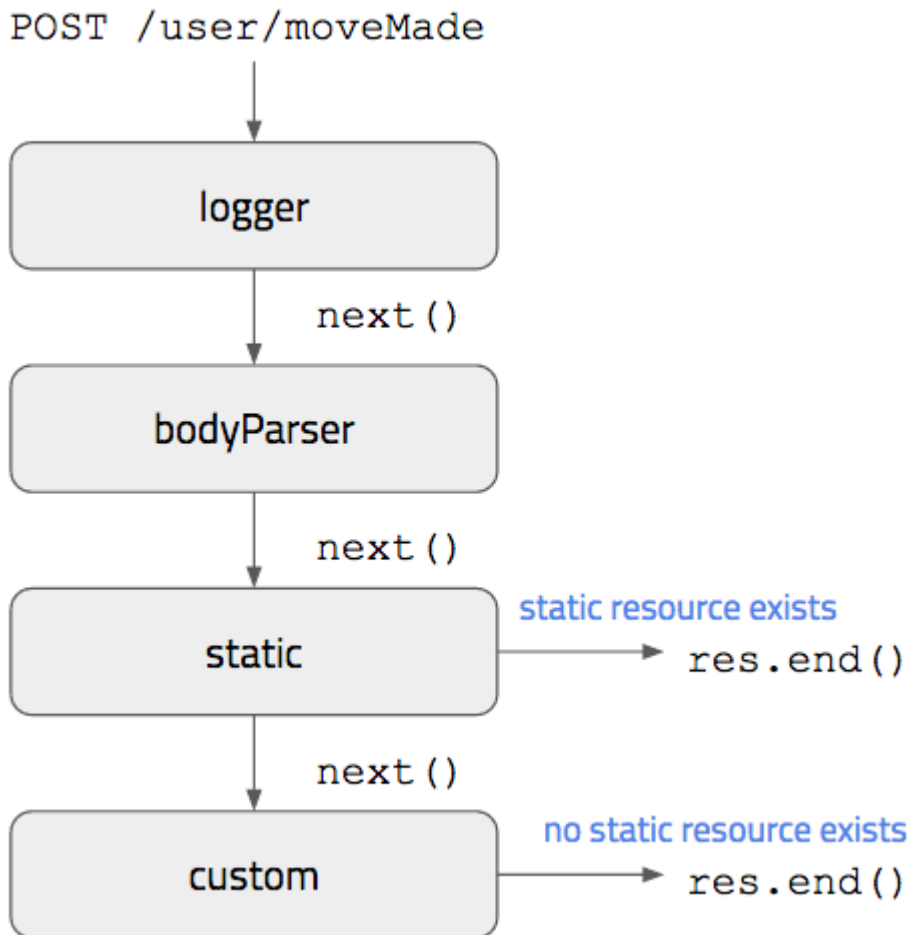 POST /user/moveMade
logger
next()
bodyParser
next()
static resource exists
static
res.end()
next()
no static resource exists
custom
res.end()